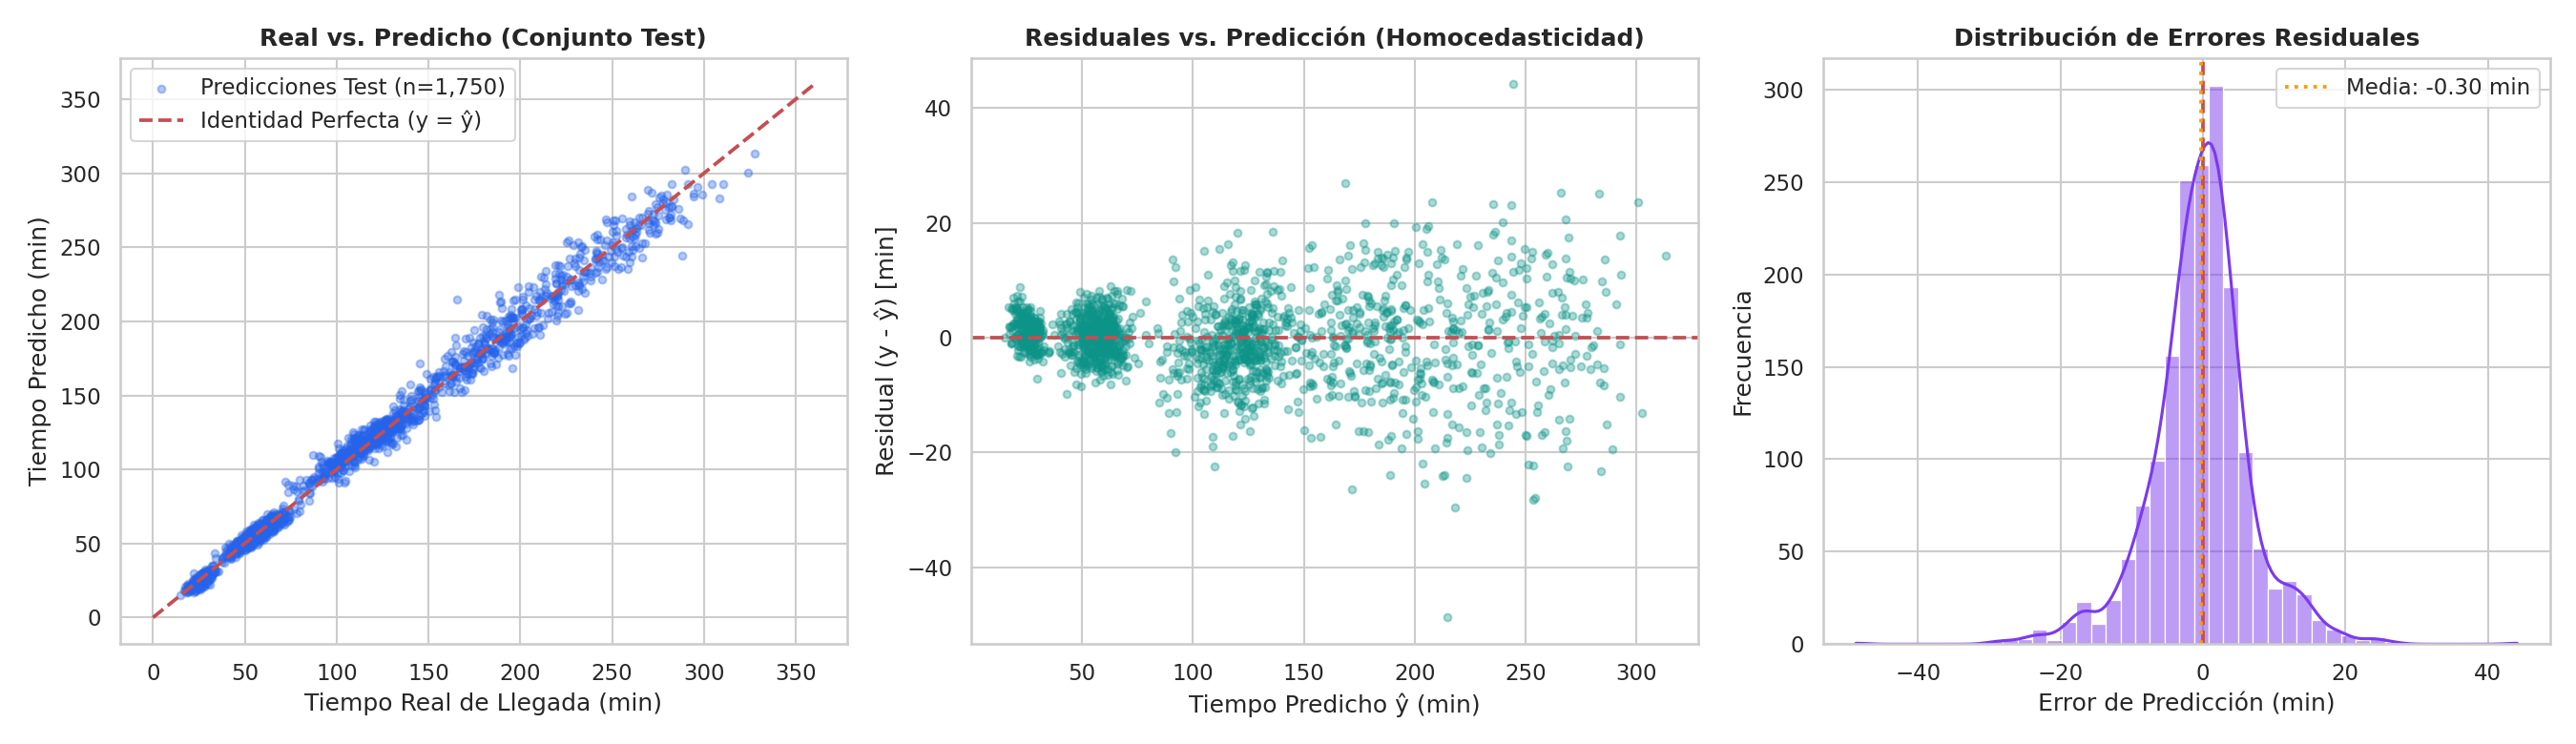 Real vs. Predicho (Conjunto Test)
Predicciones Test (n=1,750)
Identidad Perfecta (y = ŷ)
Tiempo Predicho (min)
350
300
250
200
150
100
50
0
0 50 100 150 200 250 300 350
Tiempo Real de Llegada (min)
Residuales vs. Predicción (Homocedasticidad)
Residual (y - ŷ) [min]
40
20
0
−20
−40
50 100 150 200 250 300
Tiempo Predicho ŷ (min)
Distribución de Errores Residuales
Media: -0.30 min
Frecuencia
300
250
200
150
100
50
0
−40 −20 0 20 40
Error de Predicción (min)